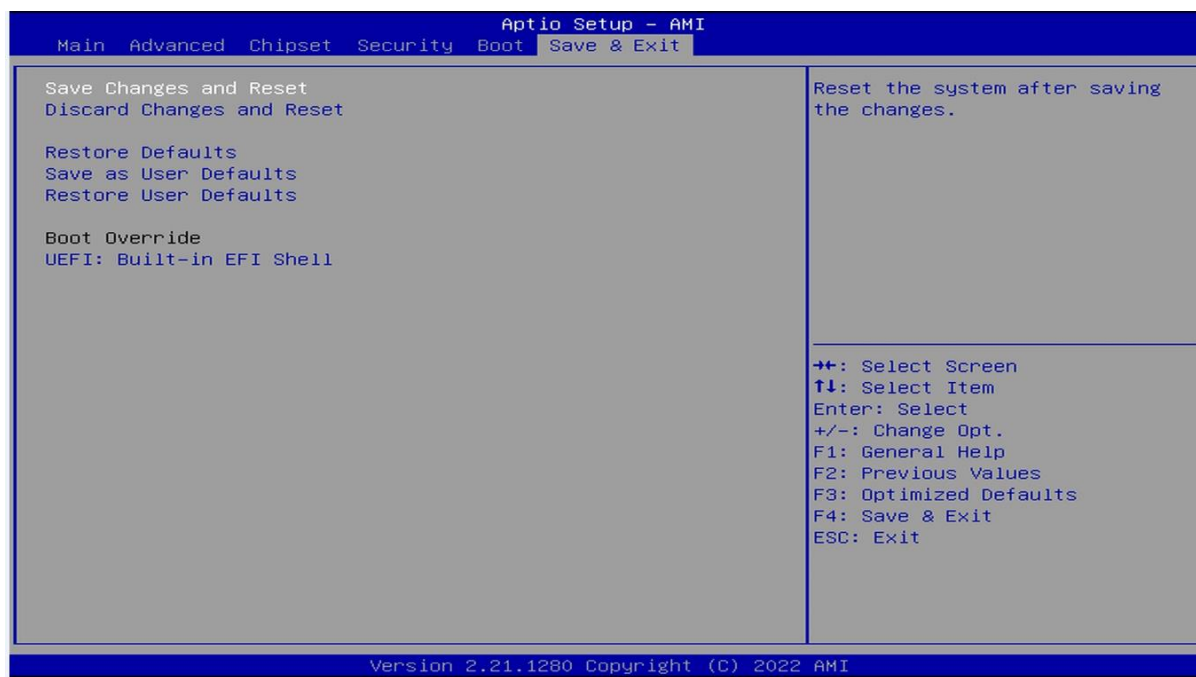 Aptio Setup – AMI
Main Advanced Chipset Security Boot Save & Exit
Save Changes and Reset
Discard Changes and Reset
Restore Defaults
Save as User Defaults
Restore User Defaults
Boot Override
UEFI: Built-in EFI Shell
Reset the system after saving
the changes.
→←: Select Screen
↑↓: Select Item
Enter: Select
+/-: Change Opt.
F1: General Help
F2: Previous Values
F3: Optimized Defaults
F4: Save & Exit
ESC: Exit
Version 2.21.1280 Copyright (C) 2022 AMI